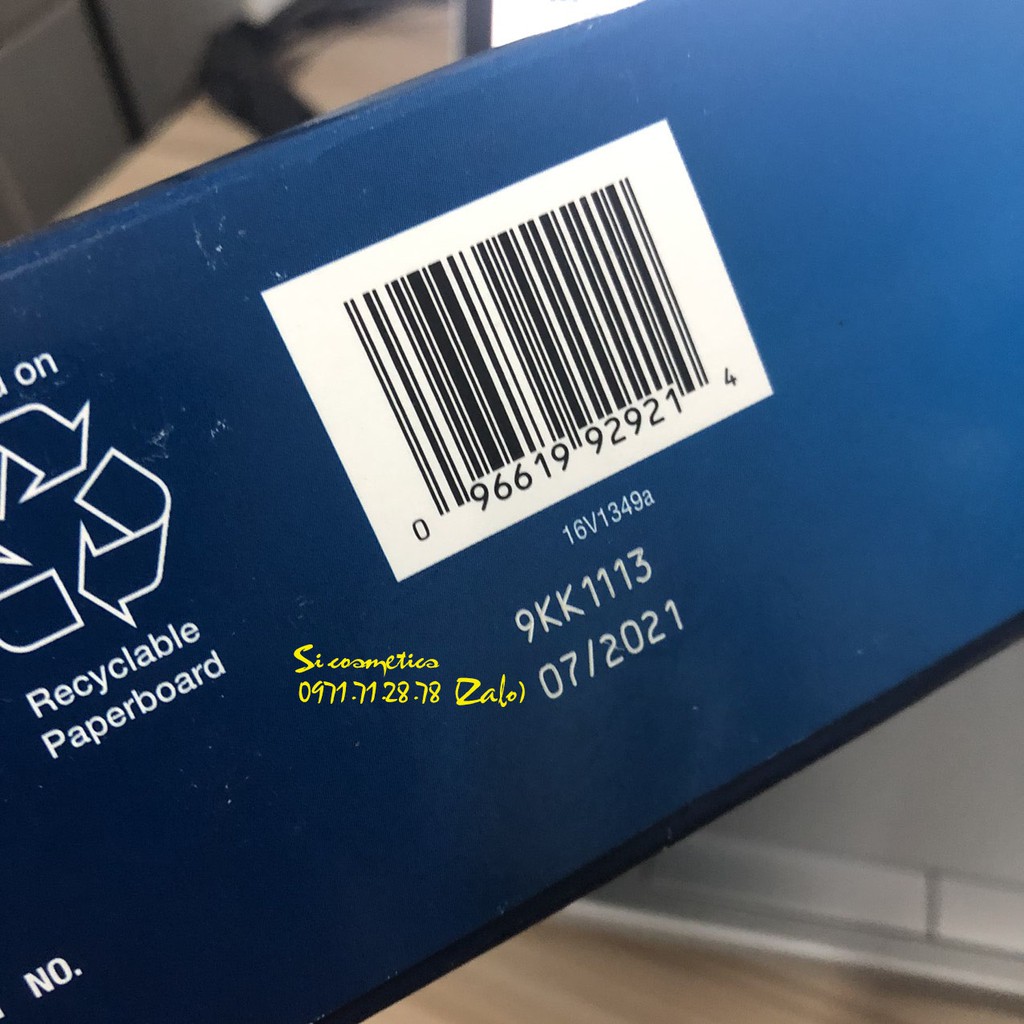 on
Recyclable
Paperboard
0 96619 92921 4
16V1349a
9KK1113
07/2021
Si cosmetics
0971.71.28.78 (Zalo)
NO.